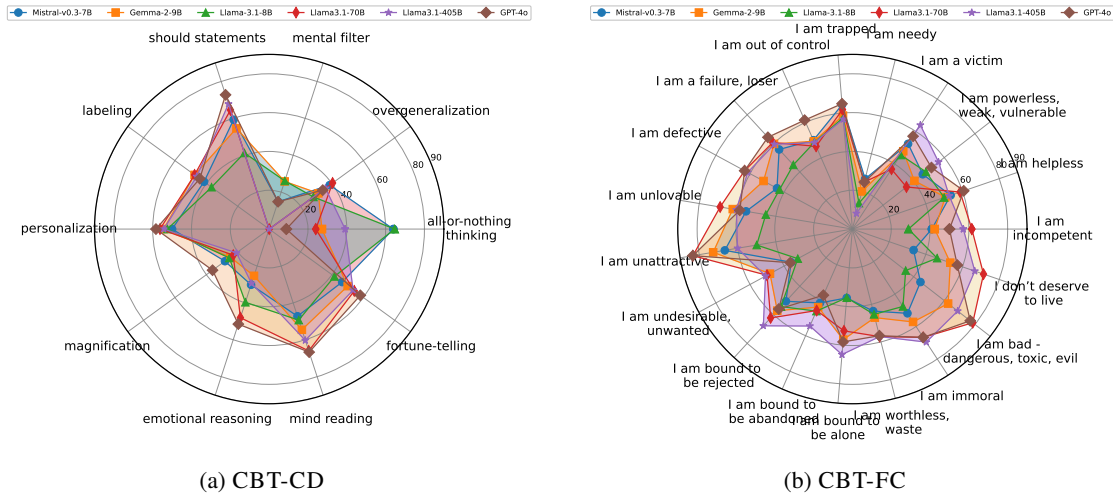 Mistral-v0.3-7B Gemma-2-9B Llama-3.1-8B Llama3.1-70B Llama3.1-405B GPT-4o
should statements
mental filter
labeling
overgeneralization
personalization
all-or-nothing
thinking
magnification
fortune-telling
emotional reasoning
mind reading
20
40
60
80
90
(a) CBT-CD
Mistral-v0.3-7B Gemma-2-9B Llama-3.1-8B Llama3.1-70B Llama3.1-405B GPT-4o
I am trapped
I am needy
I am out of control
I am a victim
I am a failure, loser
I am powerless,
weak, vulnerable
I am defective
I am helpless
I am unlovable
I am
incompetent
I am unattractive
I don't deserve
to live
I am undesirable,
unwanted
I am bad -
dangerous, toxic, evil
I am bound to
be rejected
I am immoral
I am bound to
be abandoned
I am bound to
be alone
I am worthless,
waste
20
40
60
80
90
(b) CBT-FC